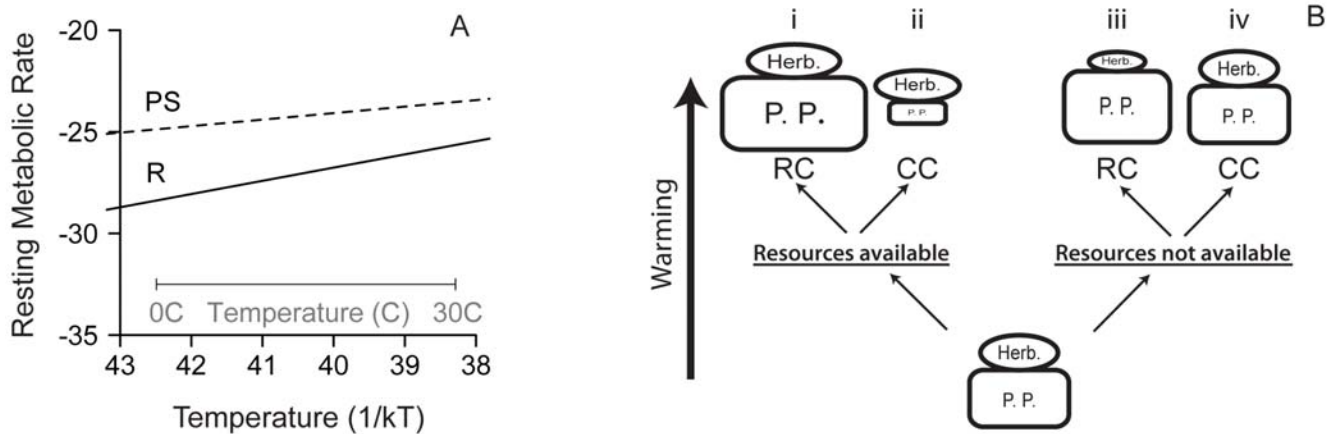 A
Resting Metabolic Rate
-20
-25
-30
-35
PS
R
0C Temperature (C) 30C
43 42 41 40 39 38
Temperature (1/kT)
B
i ii iii iv
Herb. Herb. Herb. Herb.
P. P. P. P. P. P. P. P.
RC CC RC CC
Warming
Resources available Resources not available
Herb.
P. P.